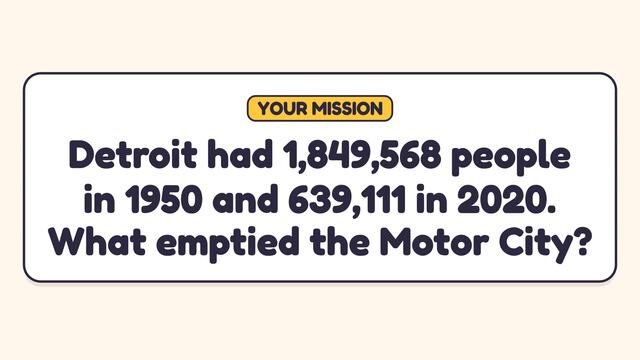 YOUR MISSION
Detroit had 1,849,568 people
in 1950 and 639,111 in 2020.
What emptied the Motor City?